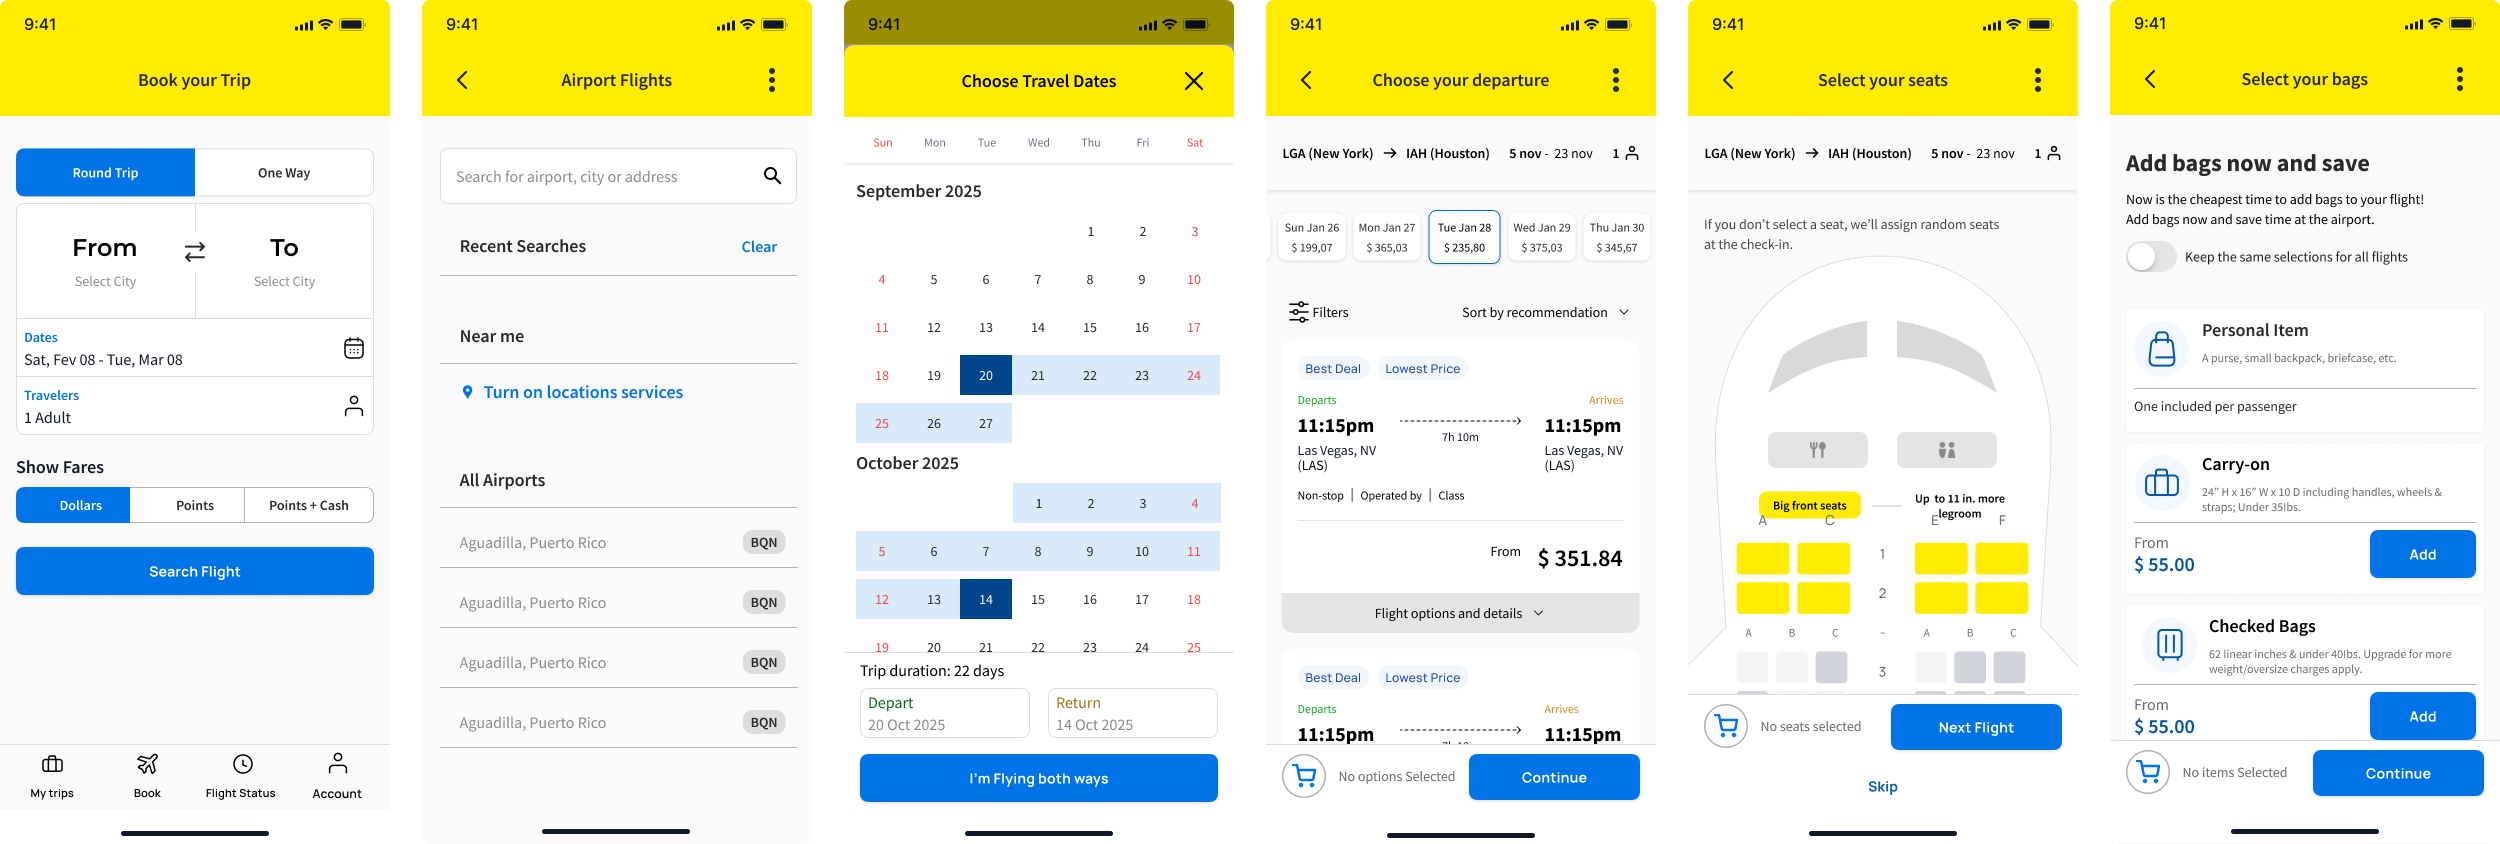 9:41
Book your Trip
Round Trip
One Way
From
To
Select City
Select City
Dates
Sat, Fev 08 - Tue, Mar 08
Travelers
1 Adult
Show Fares
Dollars
Points
Points + Cash
Search Flight
My trips
Book
Flight Status
Account
9:41
Airport Flights
Search for airport, city or address
Recent Searches
Clear
Near me
Turn on locations services
All Airports
Aguadilla, Puerto Rico BQN
Aguadilla, Puerto Rico BQN
Aguadilla, Puerto Rico BQN
Aguadilla, Puerto Rico BQN
9:41
Choose Travel Dates
Sun Mon Tue Wed Thu Fri Sat
September 2025
1 2 3
4 5 6 7 8 9 10
11 12 13 14 15 16 17
18 19 20 21 22 23 24
25 26 27
October 2025
1 2 3 4
5 6 7 8 9 10 11
12 13 14 15 16 17 18
19 20 21 22 23 24 25
Trip duration: 22 days
Depart
20 Oct 2025
Return
14 Oct 2025
I'm Flying both ways
9:41
Choose your departure
LGA (New York) → IAH (Houston) 5 nov - 23 nov 1
Sun Jan 26
$ 199,07
Mon Jan 27
$ 365,03
Tue Jan 28
$ 235,80
Wed Jan 29
$ 375,03
Thu Jan 30
$ 345,67
Filters
Sort by recommendation
Best Deal
Lowest Price
Departs
Arrives
11:15pm
7h 10m
11:15pm
Las Vegas, NV
(LAS)
Las Vegas, NV
(LAS)
Non-stop | Operated by | Class
From $ 351.84
Flight options and details
Best Deal
Lowest Price
Departs
Arrives
11:15pm
11:15pm
No options Selected
Continue
9:41
Select your seats
LGA (New York) → IAH (Houston) 5 nov - 23 nov 1
If you don't select a seat, we'll assign random seats
at the check-in.
Big front seats
Up to 11 in. more
legroom
A C E F
1
2
A B C - A B C
3
No seats selected
Next Flight
Skip
9:41
Select your bags
Add bags now and save
Now is the cheapest time to add bags to your flight!
Add bags now and save time at the airport.
Keep the same selections for all flights
Personal Item
A purse, small backpack, briefcase, etc.
One included per passenger
Carry-on
24" H x 16" W x 10 D including handles, wheels &
straps; Under 35lbs.
From
$ 55.00
Add
Checked Bags
62 linear inches & under 40lbs. Upgrade for more
weight/oversize charges apply.
From
$ 55.00
Add
No items Selected
Continue